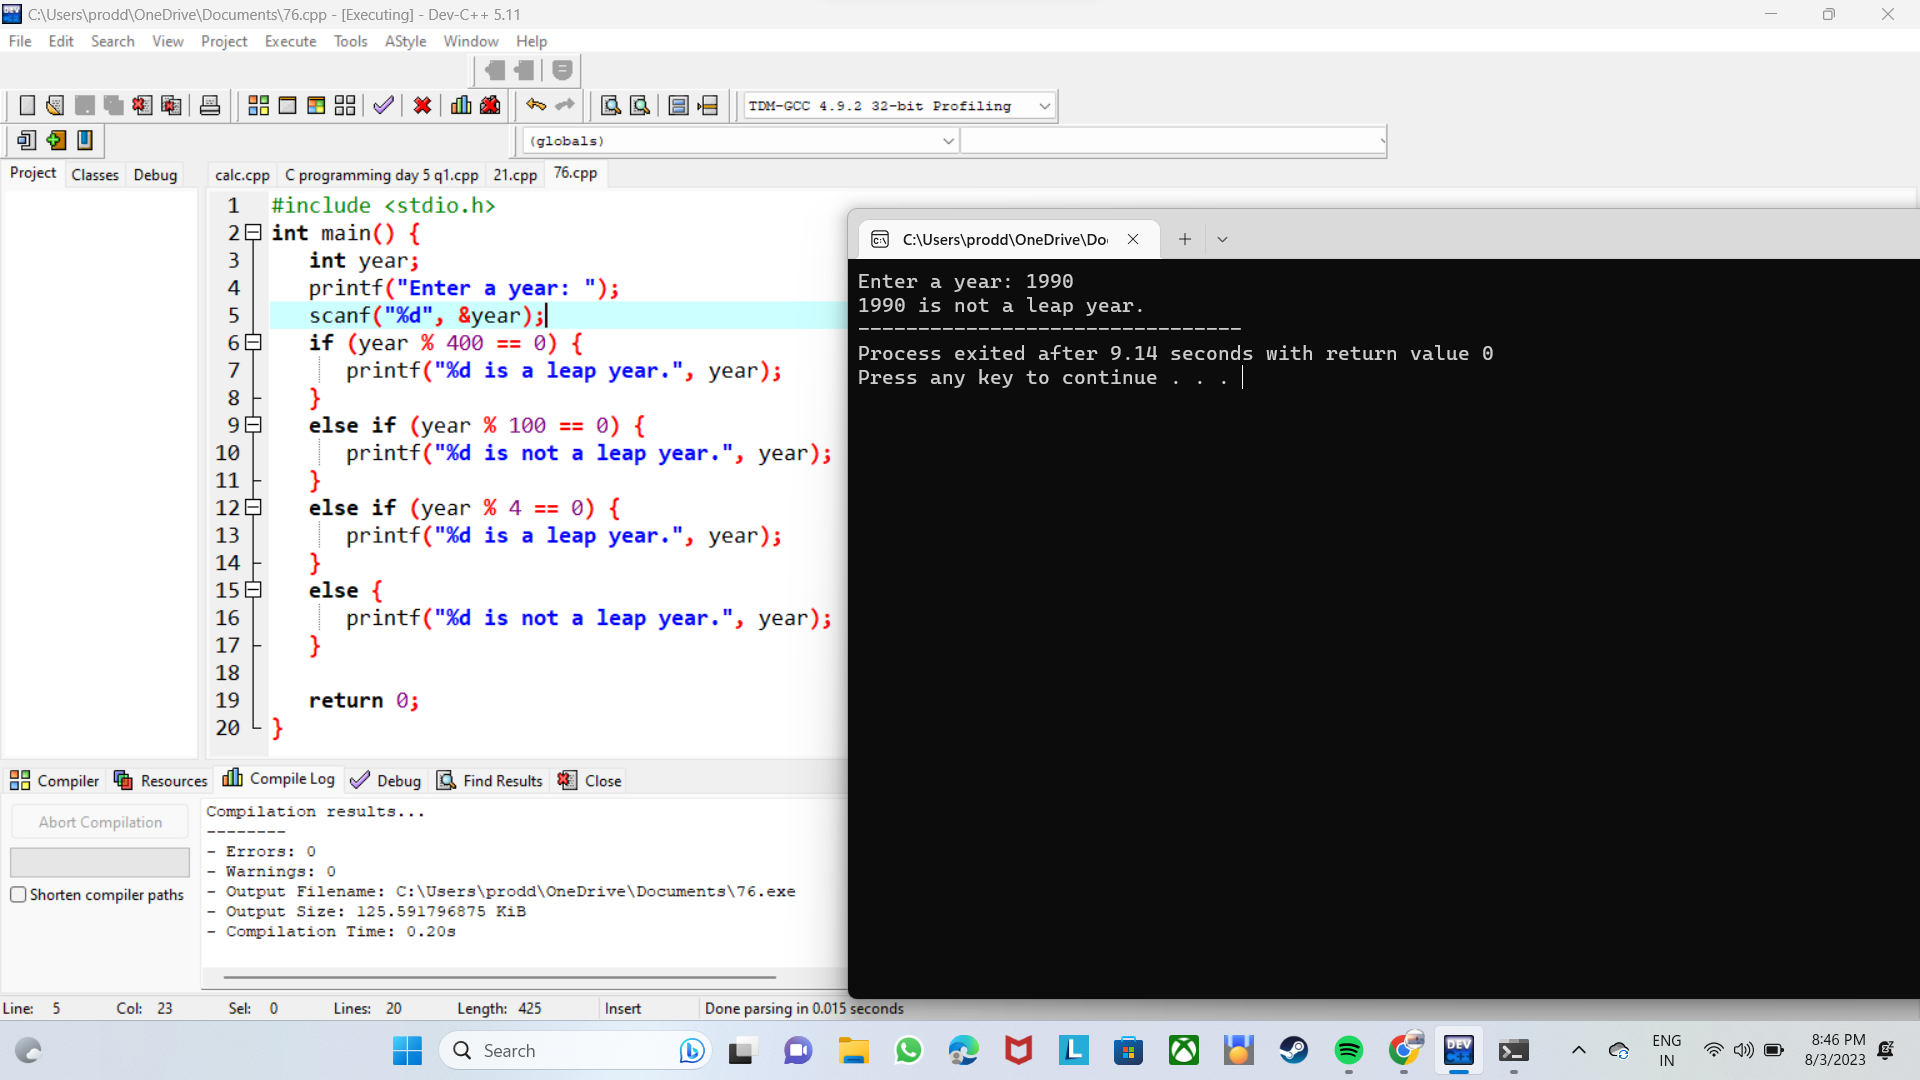 C:\Users\prodd\OneDrive\Documents\76.cpp - [Executing] - Dev-C++ 5.11
File Edit Search View Project Execute Tools AStyle Window Help
TDM-GCC 4.9.2 32-bit Profiling
(globals)
Project Classes Debug
calc.cpp C programming day 5 q1.cpp 21.cpp 76.cpp
1 #include <stdio.h>
2 int main() {
3 int year;
4 printf("Enter a year: ");
5 scanf("%d", &year);
6 if (year % 400 == 0) {
7 printf("%d is a leap year.", year);
8 }
9 else if (year % 100 == 0) {
10 printf("%d is not a leap year.", year);
11 }
12 else if (year % 4 == 0) {
13 printf("%d is a leap year.", year);
14 }
15 else {
16 printf("%d is not a leap year.", year);
17 }
18
19 return 0;
20 }
C:\Users\prodd\OneDrive\Do
Enter a year: 1990
1990 is not a leap year.
--------------------------------
Process exited after 9.14 seconds with return value 0
Press any key to continue . . .
Compiler Resources Compile Log Debug Find Results Close
Abort Compilation
Shorten compiler paths
Compilation results...
--------
- Errors: 0
- Warnings: 0
- Output Filename: C:\Users\prodd\OneDrive\Documents\76.exe
- Output Size: 125.591796875 KiB
- Compilation Time: 0.20s
Line: 5 Col: 23 Sel: 0 Lines: 20 Length: 425 Insert Done parsing in 0.015 seconds
Search
L
DEV
C++
ENG
IN
8:46 PM
8/3/2023